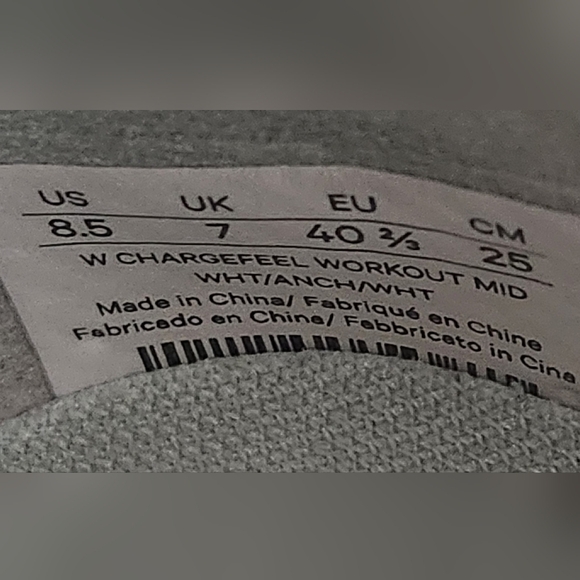 US UK EU CM
8.5 7 40 ⅔ 25
W CHARGEFEEL WORKOUT MID
WHT/ANCH/WHT
Made in China/ Fabriqué en Chine
Fabricado en China/ Fabbricato in Cina